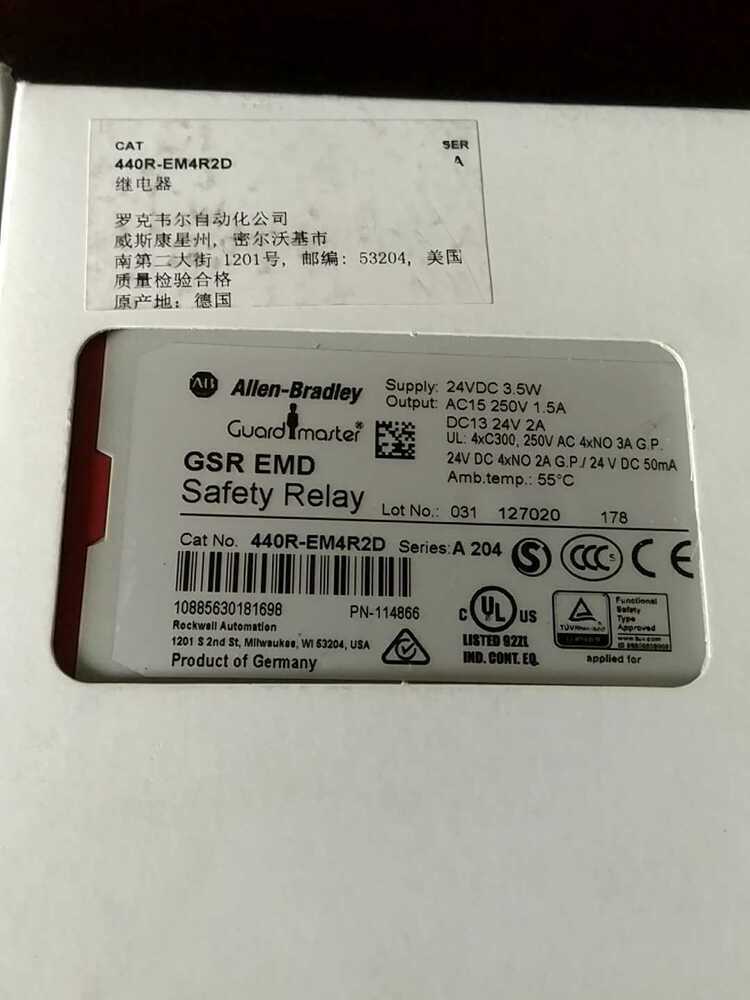 CAT SER
440R-EM4R2D A
继电器
罗克韦尔自动化公司
威斯康星州, 密尔沃基市
南第二大街 1201号, 邮编: 53204, 美国
质量检验合格
原产地: 德国
AB Allen-Bradley
Guardmaster®
GSR EMD
Safety Relay
Supply: 24VDC 3.5W
Output: AC15 250V 1.5A
DC13 24V 2A
UL: 4xC300, 250V AC 4xNO 3A G.P.
24V DC 4xNO 2A G.P./ 24 V DC 50mA
Amb.temp.: 55°C
Lot No.: 031 127020 178
Cat No. 440R-EM4R2D Series: A 204
S CCC S CE
10885630181698 PN-114866
Rockwell Automation
1201 S 2nd St, Milwaukee, WI 53204, USA
Product of Germany
C UL US
LISTED 92ZL
IND. CONT. EQ.
Functional
Safety
Type
Approved
applied for